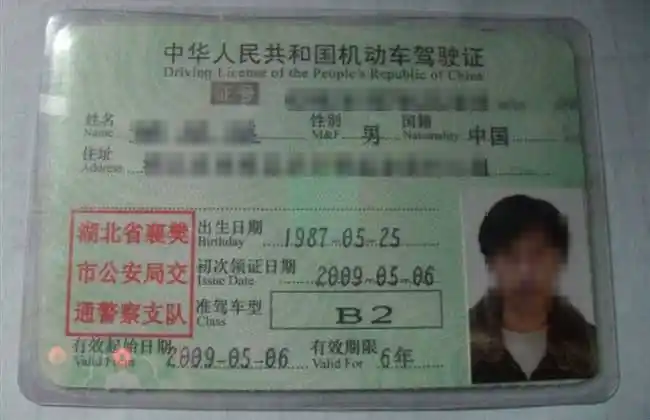 中华人民共和国机动车驾驶证
Driving License of the People's Republic of China
证号
姓名 性别 男 国籍 中国
Name M&F Nationality
住址
Address
湖北省襄樊
市公安局交
通警察支队
出生日期 1987-05-25
Birthday
初次领证日期 2009-05-06
Issue Date
准驾车型 B2
Class
有效起始日期 2009-05-06 有效期限 6年
Valid From Valid For